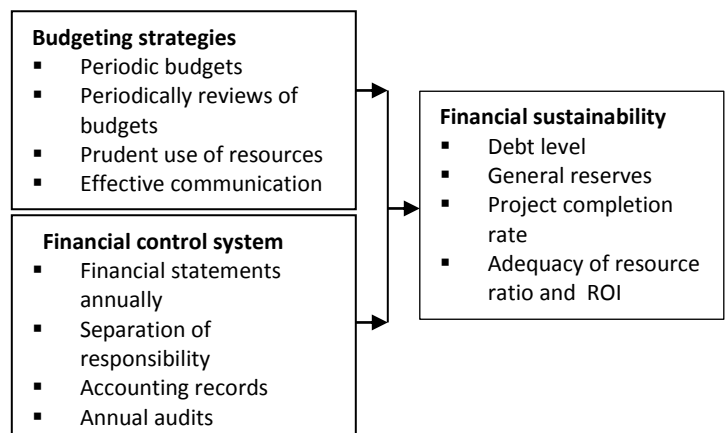 Budgeting strategies
▪ Periodic budgets
▪ Periodically reviews of
budgets
▪ Prudent use of resources
▪ Effective communication
Financial control system
▪ Financial statements
annually
▪ Separation of
responsibility
▪ Accounting records
▪ Annual audits
Financial sustainability
▪ Debt level
▪ General reserves
▪ Project completion
rate
▪ Adequacy of resource
ratio and ROI